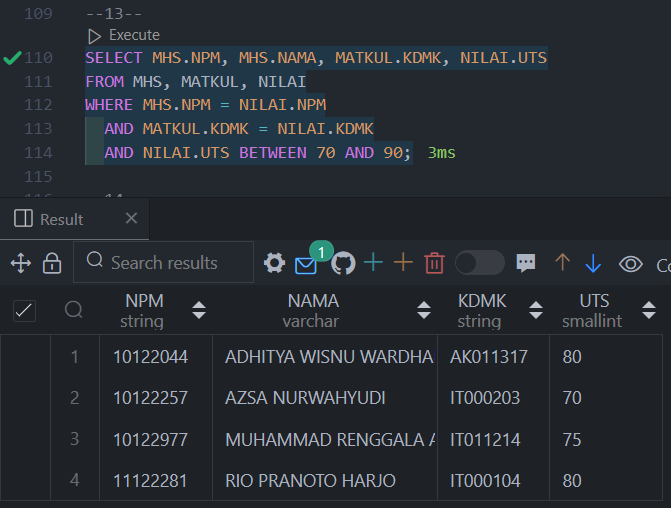 109 --13--
Execute
110 SELECT MHS.NPM, MHS.NAMA, MATKUL.KDMK, NILAI.UTS
111 FROM MHS, MATKUL, NILAI
112 WHERE MHS.NPM = NILAI.NPM
113 AND MATKUL.KDMK = NILAI.KDMK
114 AND NILAI.UTS BETWEEN 70 AND 90; 3ms
115
Result
Search results 1 Co
NPM NAMA KDMK UTS
string varchar string smallint
1 10122044 ADHITYA WISNU WARDHA AK011317 80
2 10122257 AZSA NURWAHYUDI IT000203 70
3 10122977 MUHAMMAD RENGGALA A IT011214 75
4 11122281 RIO PRANOTO HARJO IT000104 80